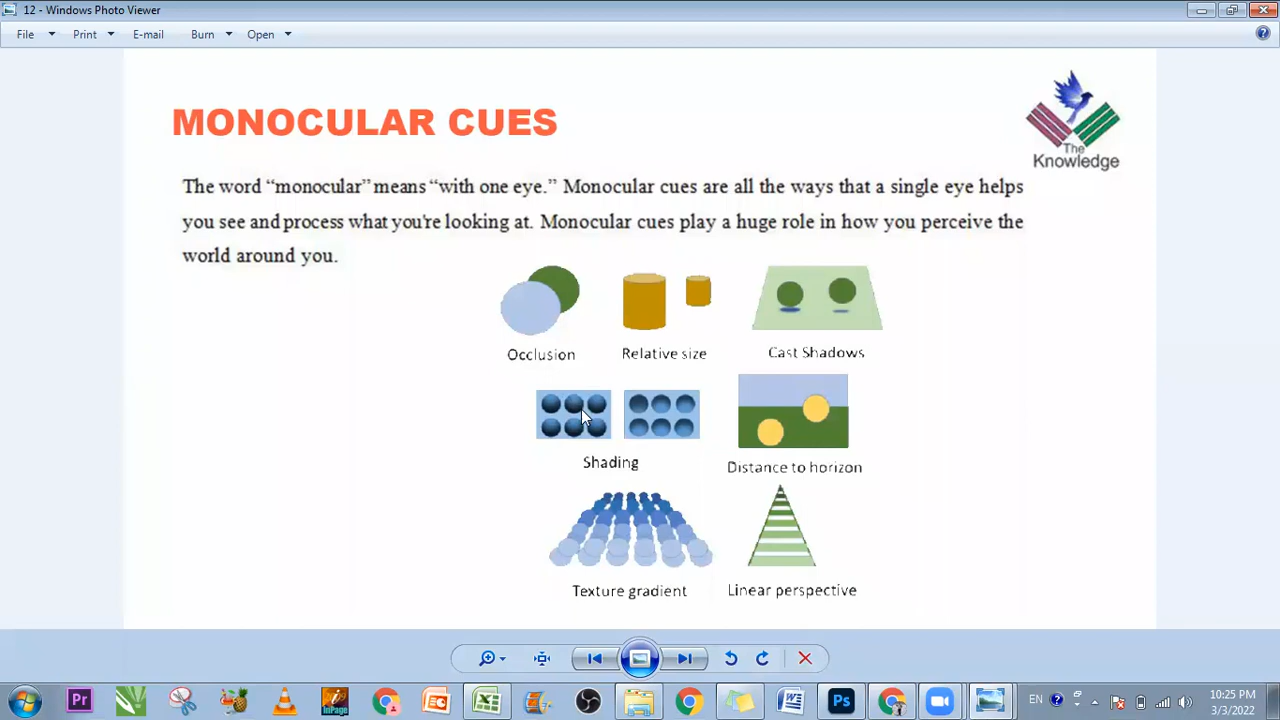 12 - Windows Photo Viewer
File Print E-mail Burn Open
MONOCULAR CUES
The Knowledge
The word “monocular” means “with one eye.” Monocular cues are all the ways that a single eye helps
you see and process what you're looking at. Monocular cues play a huge role in how you perceive the
world around you.
Occlusion Relative size Cast Shadows
Shading Distance to horizon
Texture gradient Linear perspective
Pr InPage Ps EN 10:25 PM
3/3/2022